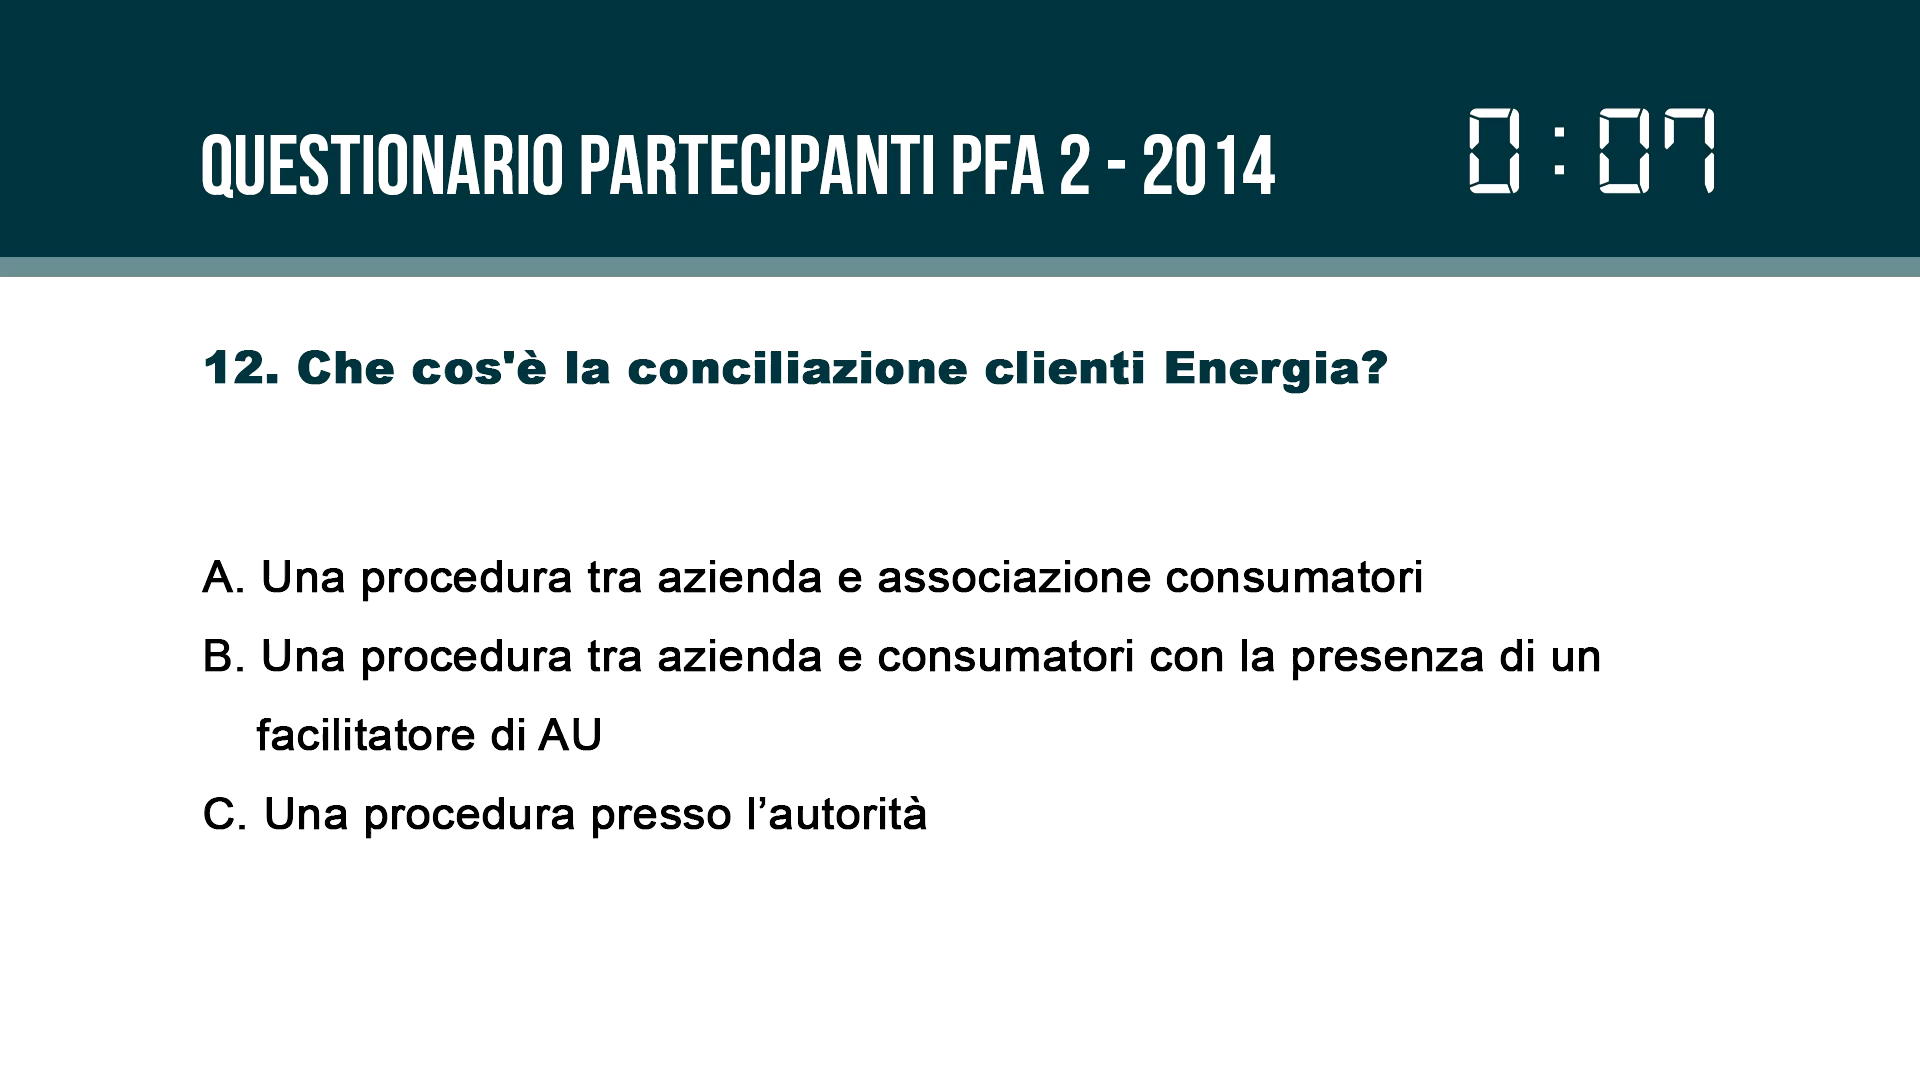 QUESTIONARIO PARTECIPANTI PFA 2 - 2014
0:07
12. Che cos'è la conciliazione clienti Energia?
A. Una procedura tra azienda e associazione consumatori
B. Una procedura tra azienda e consumatori con la presenza di un
facilitatore di AU
C. Una procedura presso l’autorità